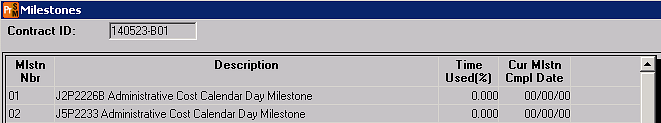 Milestones
Contract ID: 140523-B01
Mlstn Nbr Description Time Used(%) Cur Mlstn Cmpl Date
01 J2P2226B Administrative Cost Calendar Day Milestone 0.000 00/00/00
02 J5P2233 Administrative Cost Calendar Day Milestone 0.000 00/00/00